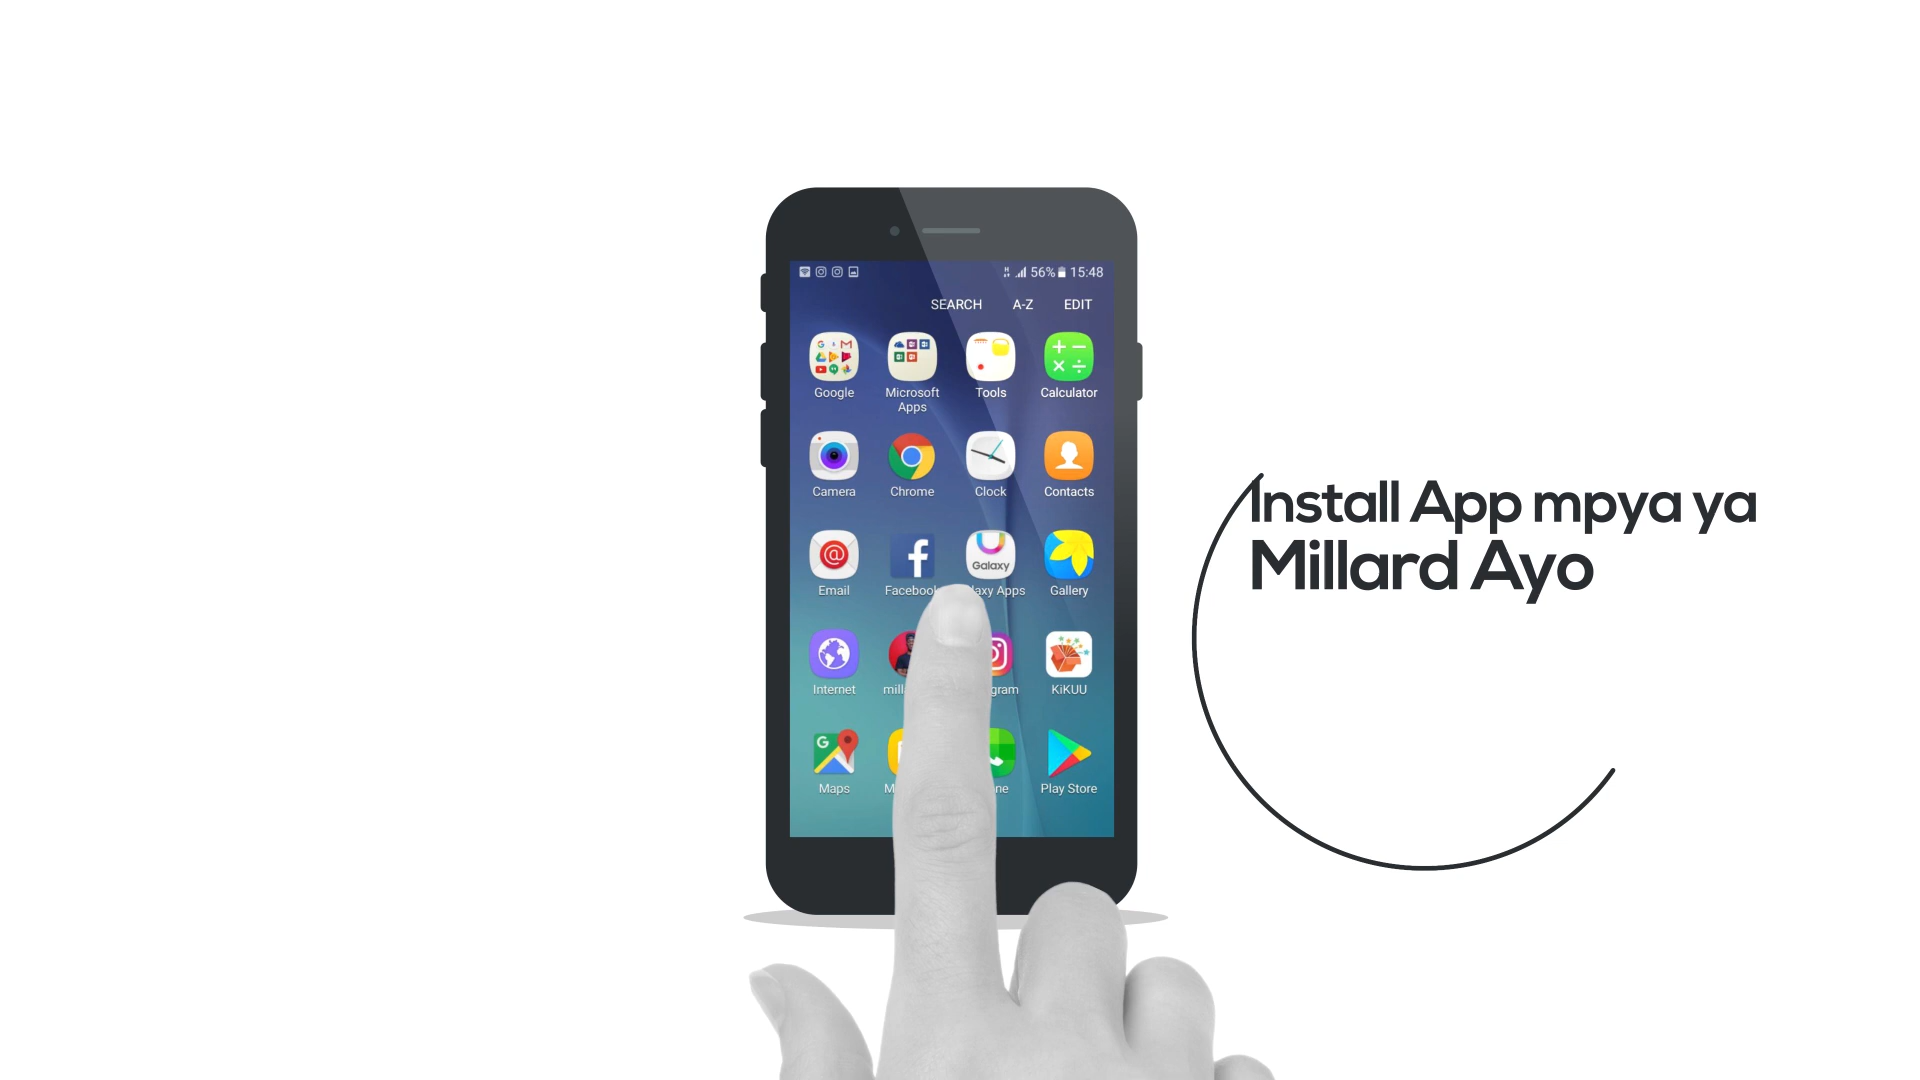 56% 15:48
SEARCH A-Z EDIT
Google Microsoft Tools Calculator
Apps
Camera Chrome Clock Contacts
Galaxy
Email Apps Gallery
Internet KiKUU
Maps Play Store
Install App mpya ya
Millard Ayo